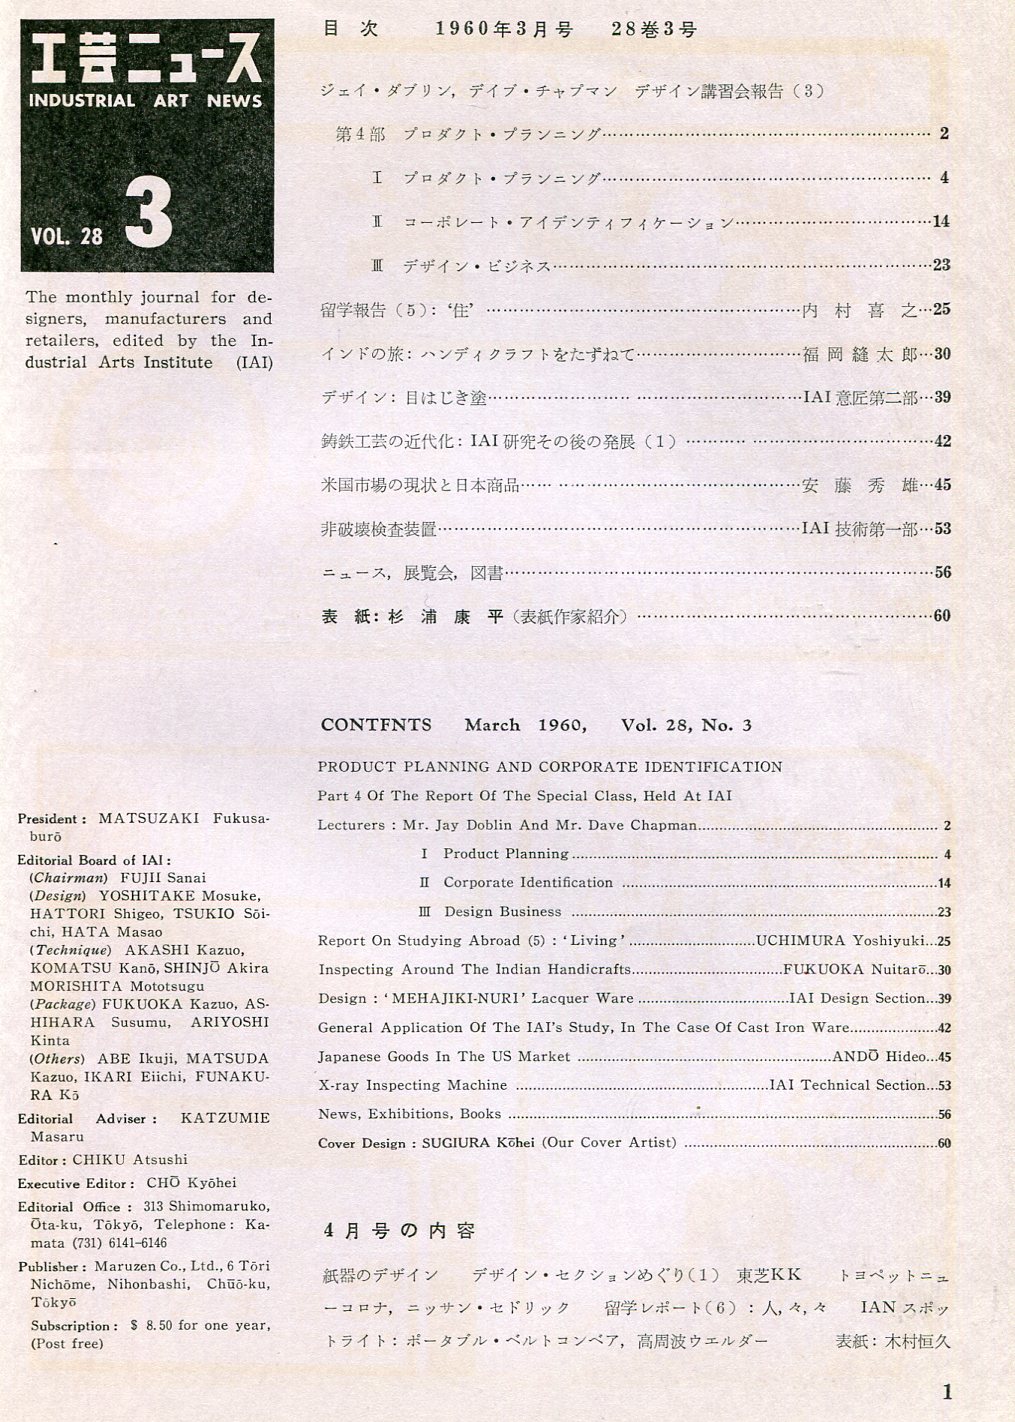 工芸ニュース
INDUSTRIAL ART NEWS
VOL. 28 3
The monthly journal for de-
signers, manufacturers and
retailers, edited by the In-
dustrial Arts Institute (IAI)
目 次 1960年3月号 28巻3号
ジェイ・ダブリン, デイブ・チャプマン デザイン講習会報告(3)
第4部 プロダクト・プランニング……2
Ⅰ プロダクト・プランニング……4
Ⅱ コーポレート・アイデンティフィケーション……14
Ⅲ デザイン・ビジネス……23
留学報告(5): '住' ……内村喜之…25
インドの旅: ハンディクラフトをたずねて……福岡縫太郎…30
デザイン: 目はじき塗……IAI意匠第二部…39
鋳鉄工芸の近代化: IAI研究その後の発展(1)……42
米国市場の現状と日本商品……安藤秀雄…45
非破壊検査装置……IAI技術第一部…53
ニュース, 展覧会, 図書……56
表 紙: 杉 浦 康 平(表紙作家紹介)……60
CONTFNTS March 1960, Vol. 28, No. 3
PRODUCT PLANNING AND CORPORATE IDENTIFICATION
Part 4 Of The Report Of The Special Class, Held At IAI
Lecturers : Mr. Jay Doblin And Mr. Dave Chapman...... 2
Ⅰ Product Planning...... 4
Ⅱ Corporate Identification ......14
Ⅲ Design Business ......23
Report On Studying Abroad (5) : 'Living'......UCHIMURA Yoshiyuki...25
Inspecting Around The Indian Handicrafts......FUKUOKA Nuitarō...30
Design : 'MEHAJIKI-NURI' Lacquer Ware......IAI Design Section...39
General Application Of The IAI's Study, In The Case Of Cast Iron Ware......42
Japanese Goods In The US Market ......ANDŌ Hideo...45
X-ray Inspecting Machine ......IAI Technical Section...53
News, Exhibitions, Books ......56
Cover Design : SUGIURA Kōhei (Our Cover Artist) ......60
President : MATSUZAKI Fukusa-
burō
Editorial Board of IAI :
(Chairman) FUJII Sanai
(Design) YOSHITAKE Mosuke,
HATTORI Shigeo, TSUKIO Sōi-
chi, HATA Masao
(Technique) AKASHI Kazuo,
KOMATSU Kanō, SHINJŌ Akira
MORISHITA Mototsugu
(Package) FUKUOKA Kazuo, AS-
HIHARA Susumu, ARIYOSHI
Kinta
(Others) ABE Ikuji, MATSUDA
Kazuo, IKARI Eiichi, FUNAKU-
RA Kō
Editorial Adviser : KATZUMIE
Masaru
Editor : CHIKU Atsushi
Executive Editor : CHŌ Kyōhei
Editorial Office : 313 Shimomaruko,
Ōta-ku, Tōkyō, Telephone : Ka-
mata (731) 6141-6146
Publisher : Maruzen Co., Ltd., 6 Tōri
Nichōme, Nihonbashi, Chūō-ku,
Tōkyō
Subscription : $ 8.50 for one year,
(Post free)
4月号の内容
紙器のデザイン デザイン・セクションめぐり(1) 東芝KK トヨペットニュ
ーコロナ, ニッサン・セドリック 留学レポート(6) : 人,々,々 IANスポッ
トライト: ポータブル・ベルトコンベア, 高周波ウエルダー 表紙: 木村恒久
1